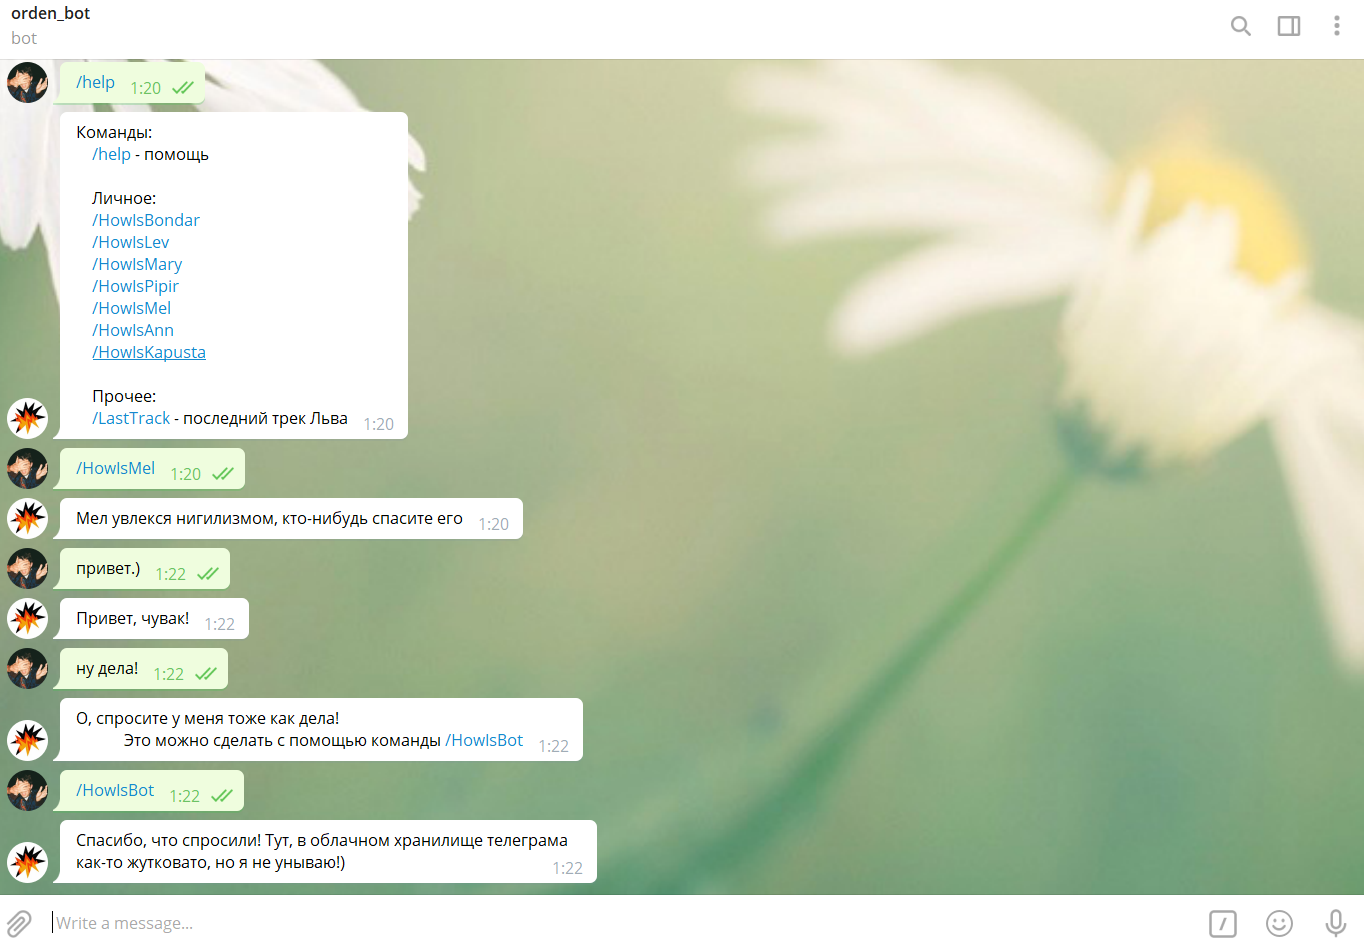 orden_bot
bot
/help 1:20
Команды:
/help - помощь
Личное:
/HowIsBondar
/HowIsLev
/HowIsMary
/HowIsPipir
/HowIsMel
/HowIsAnn
/HowIsKapusta
Прочее:
/LastTrack - последний трек Льва 1:20
/HowIsMel 1:20
Мел увлекся нигилизмом, кто-нибудь спасите его 1:20
привет.) 1:22
Привет, чувак! 1:22
ну дела! 1:22
О, спросите у меня тоже как дела!
Это можно сделать с помощью команды /HowIsBot 1:22
/HowIsBot 1:22
Спасибо, что спросили! Тут, в облачном хранилище телеграма
как-то жутковато, но я не унываю!) 1:22
Write a message...